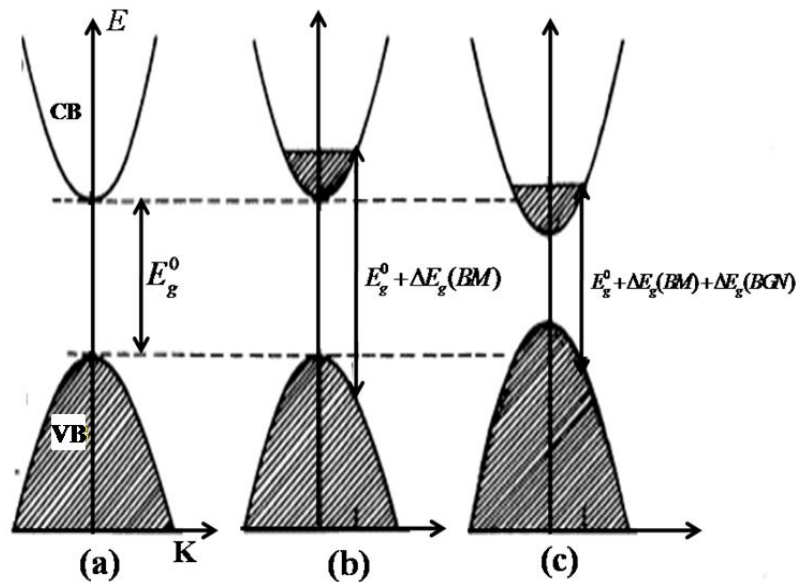 E
CB
E_g^0
E_g^0 + ΔE_g(BM)
E_g^0 + ΔE_g(BM) + ΔE_g(BGN)
VB
K
(a)
(b)
(c)